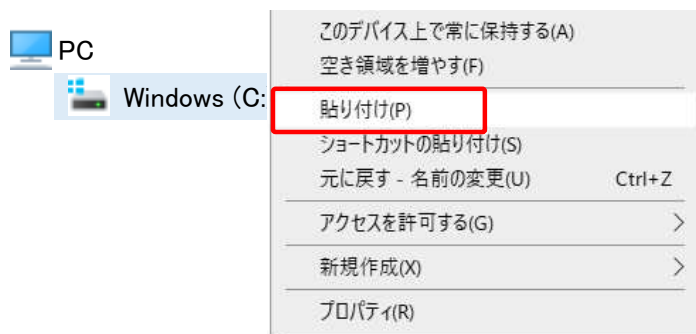 PC
Windows (C:
このデバイス上で常に保持する(A)
空き領域を増やす(F)
貼り付け(P)
ショートカットの貼り付け(S)
元に戻す - 名前の変更(U) Ctrl+Z
アクセスを許可する(G)
新規作成(X)
プロパティ(R)